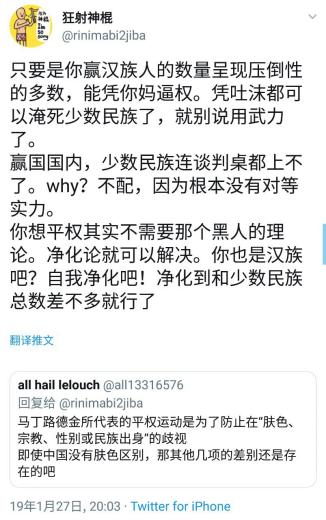 狂射神棍
@rinimabi2jiba
只要是你赢汉族人的数量呈现压倒性
的多数，能凭你妈逼权。凭吐沫都可
以淹死少数民族了，就别说用武力
了。
赢国国内，少数民族连谈判桌都上不
了。why？不配，因为根本没有对等
实力。
你想平权其实不需要那个黑人的理
论。净化论就可以解决。你也是汉族
吧？自我净化吧！净化到和少数民族
总数差不多就行了
翻译推文
all hail lelouch @all13316576
回复给 @rinimabi2jiba
马丁路德金所代表的平权运动是为了防止在“肤色、
宗教、性别或民族出身”的歧视
即使中国没有肤色区别，那其他几项的差别还是存
在的吧
19年1月27日, 20:03 · Twitter for iPhone